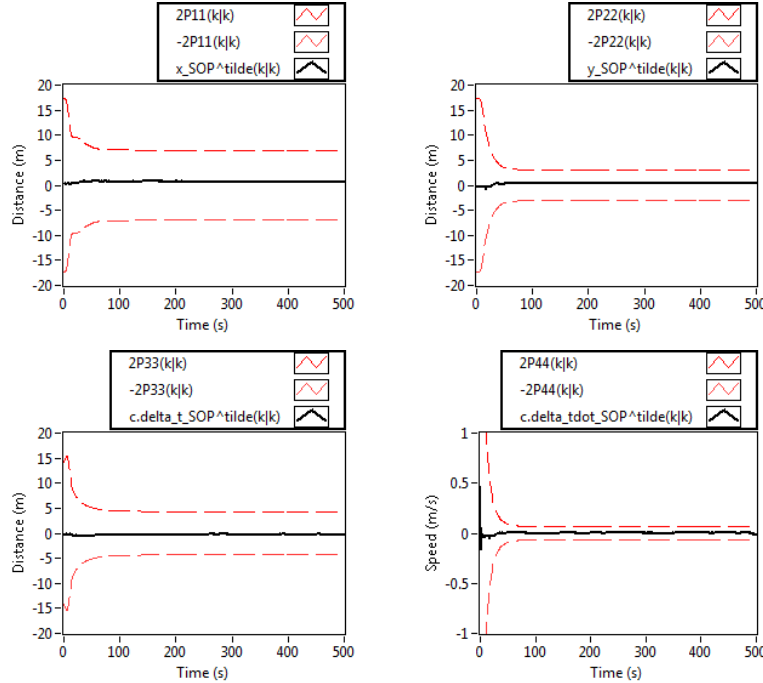 2P11(k|k)
-2P11(k|k)
x_SOP^tilde(k|k)
20
15
10
5
0
-5
-10
-15
-20
Distance (m)
0 100 200 300 400 500
Time (s)
2P22(k|k)
-2P22(k|k)
y_SOP^tilde(k|k)
20
15
10
5
0
-5
-10
-15
-20
Distance (m)
0 100 200 300 400 500
Time (s)
2P33(k|k)
-2P33(k|k)
c.delta_t_SOP^tilde(k|k)
20
15
10
5
0
-5
-10
-15
-20
Distance (m)
0 100 200 300 400 500
Time (s)
2P44(k|k)
-2P44(k|k)
c.delta_tdot_SOP^tilde(k|k)
1
0.5
0
-0.5
-1
Speed (m/s)
0 100 200 300 400 500
Time (s)